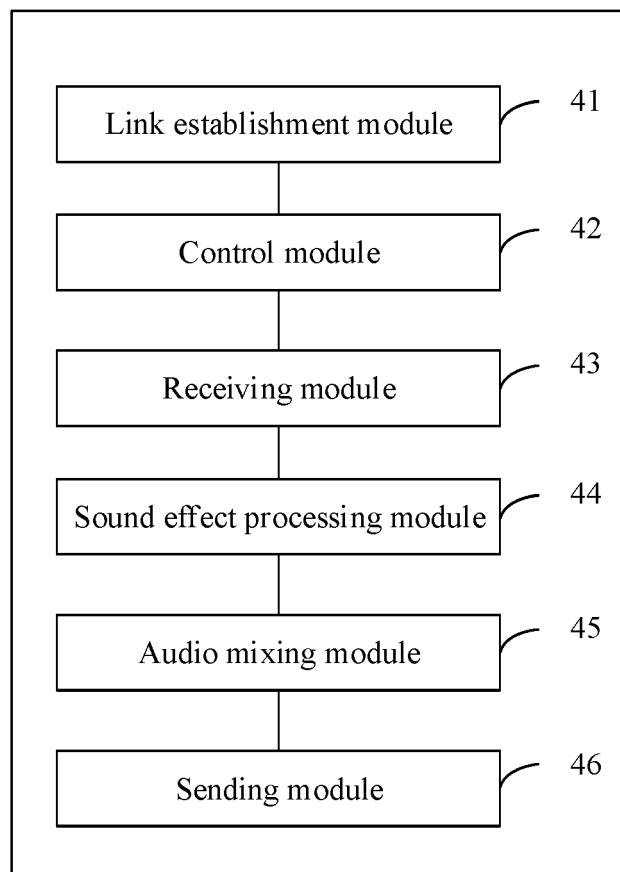 Link establishment module 41
Control module 42
Receiving module 43
Sound effect processing module 44
Audio mixing module 45
Sending module 46